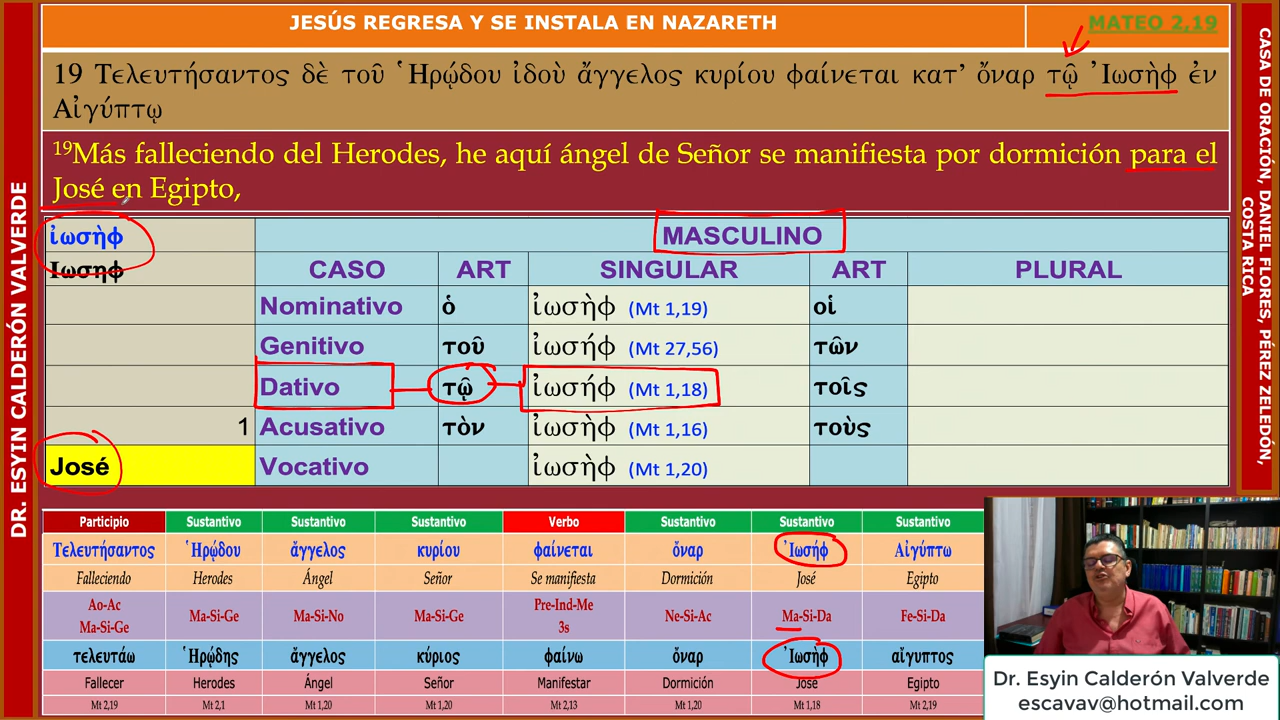 JESÚS REGRESA Y SE INSTALA EN NAZARETH
MATEO 2,19
19 Τελευτήσαντος δὲ τοῦ Ἡρῴδου ἰδοὺ ἄγγελος κυρίου φαίνεται κατ’ ὄναρ τῷ Ἰωσὴφ ἐν
Αἰγύπτῳ
19Más falleciendo del Herodes, he aquí ángel de Señor se manifiesta por dormición para el
José en Egipto,
ἰωσὴφ MASCULINO
Ιωσηφ CASO ART SINGULAR ART PLURAL
Nominativo ὁ ἰωσὴφ (Mt 1,19) οἱ
Genitivo τοῦ ἰωσήφ (Mt 27,56) τῶν
Dativo τῷ ἰωσήφ (Mt 1,18) τοῖς
1 Acusativo τὸν ἰωσὴφ (Mt 1,16) τοὺς
José Vocativo ἰωσὴφ (Mt 1,20)
Participio Sustantivo Sustantivo Sustantivo Verbo Sustantivo Sustantivo Sustantivo
Τελευτήσαντος Ἡρῴδου ἄγγελος κυρίου φαίνεται ὄναρ Ἰωσήφ Αἰγύπτω
Falleciendo Herodes Ángel Señor Se manifiesta Dormición José Egipto
Ao-Ac Ma-Si-Ge Ma-Si-No Ma-Si-Ge Pre-Ind-Me Ne-Si-Ac Ma-Si-Da Fe-Si-Da
Ma-Si-Ge 3s
τελευτάω Ἡρῴδης ἄγγελος κύριος φαίνω ὄναρ Ἰωσὴφ αἴγυπτος
Fallecer Herodes Ángel Señor Manifestar Dormición José Egipto
Mt 2,19 Mt 2,1 Mt 1,20 Mt 1,20 Mt 2,13 Mt 1,20 Mt 1,18 Mt 2,19
DR. ESYIN CALDERÓN VALVERDE
CASA DE ORACIÓN, DANIEL FLORES, PÉREZ ZELEDÓN,
COSTA RICA
Dr. Esyin Calderón Valverde
escavav@hotmail.com